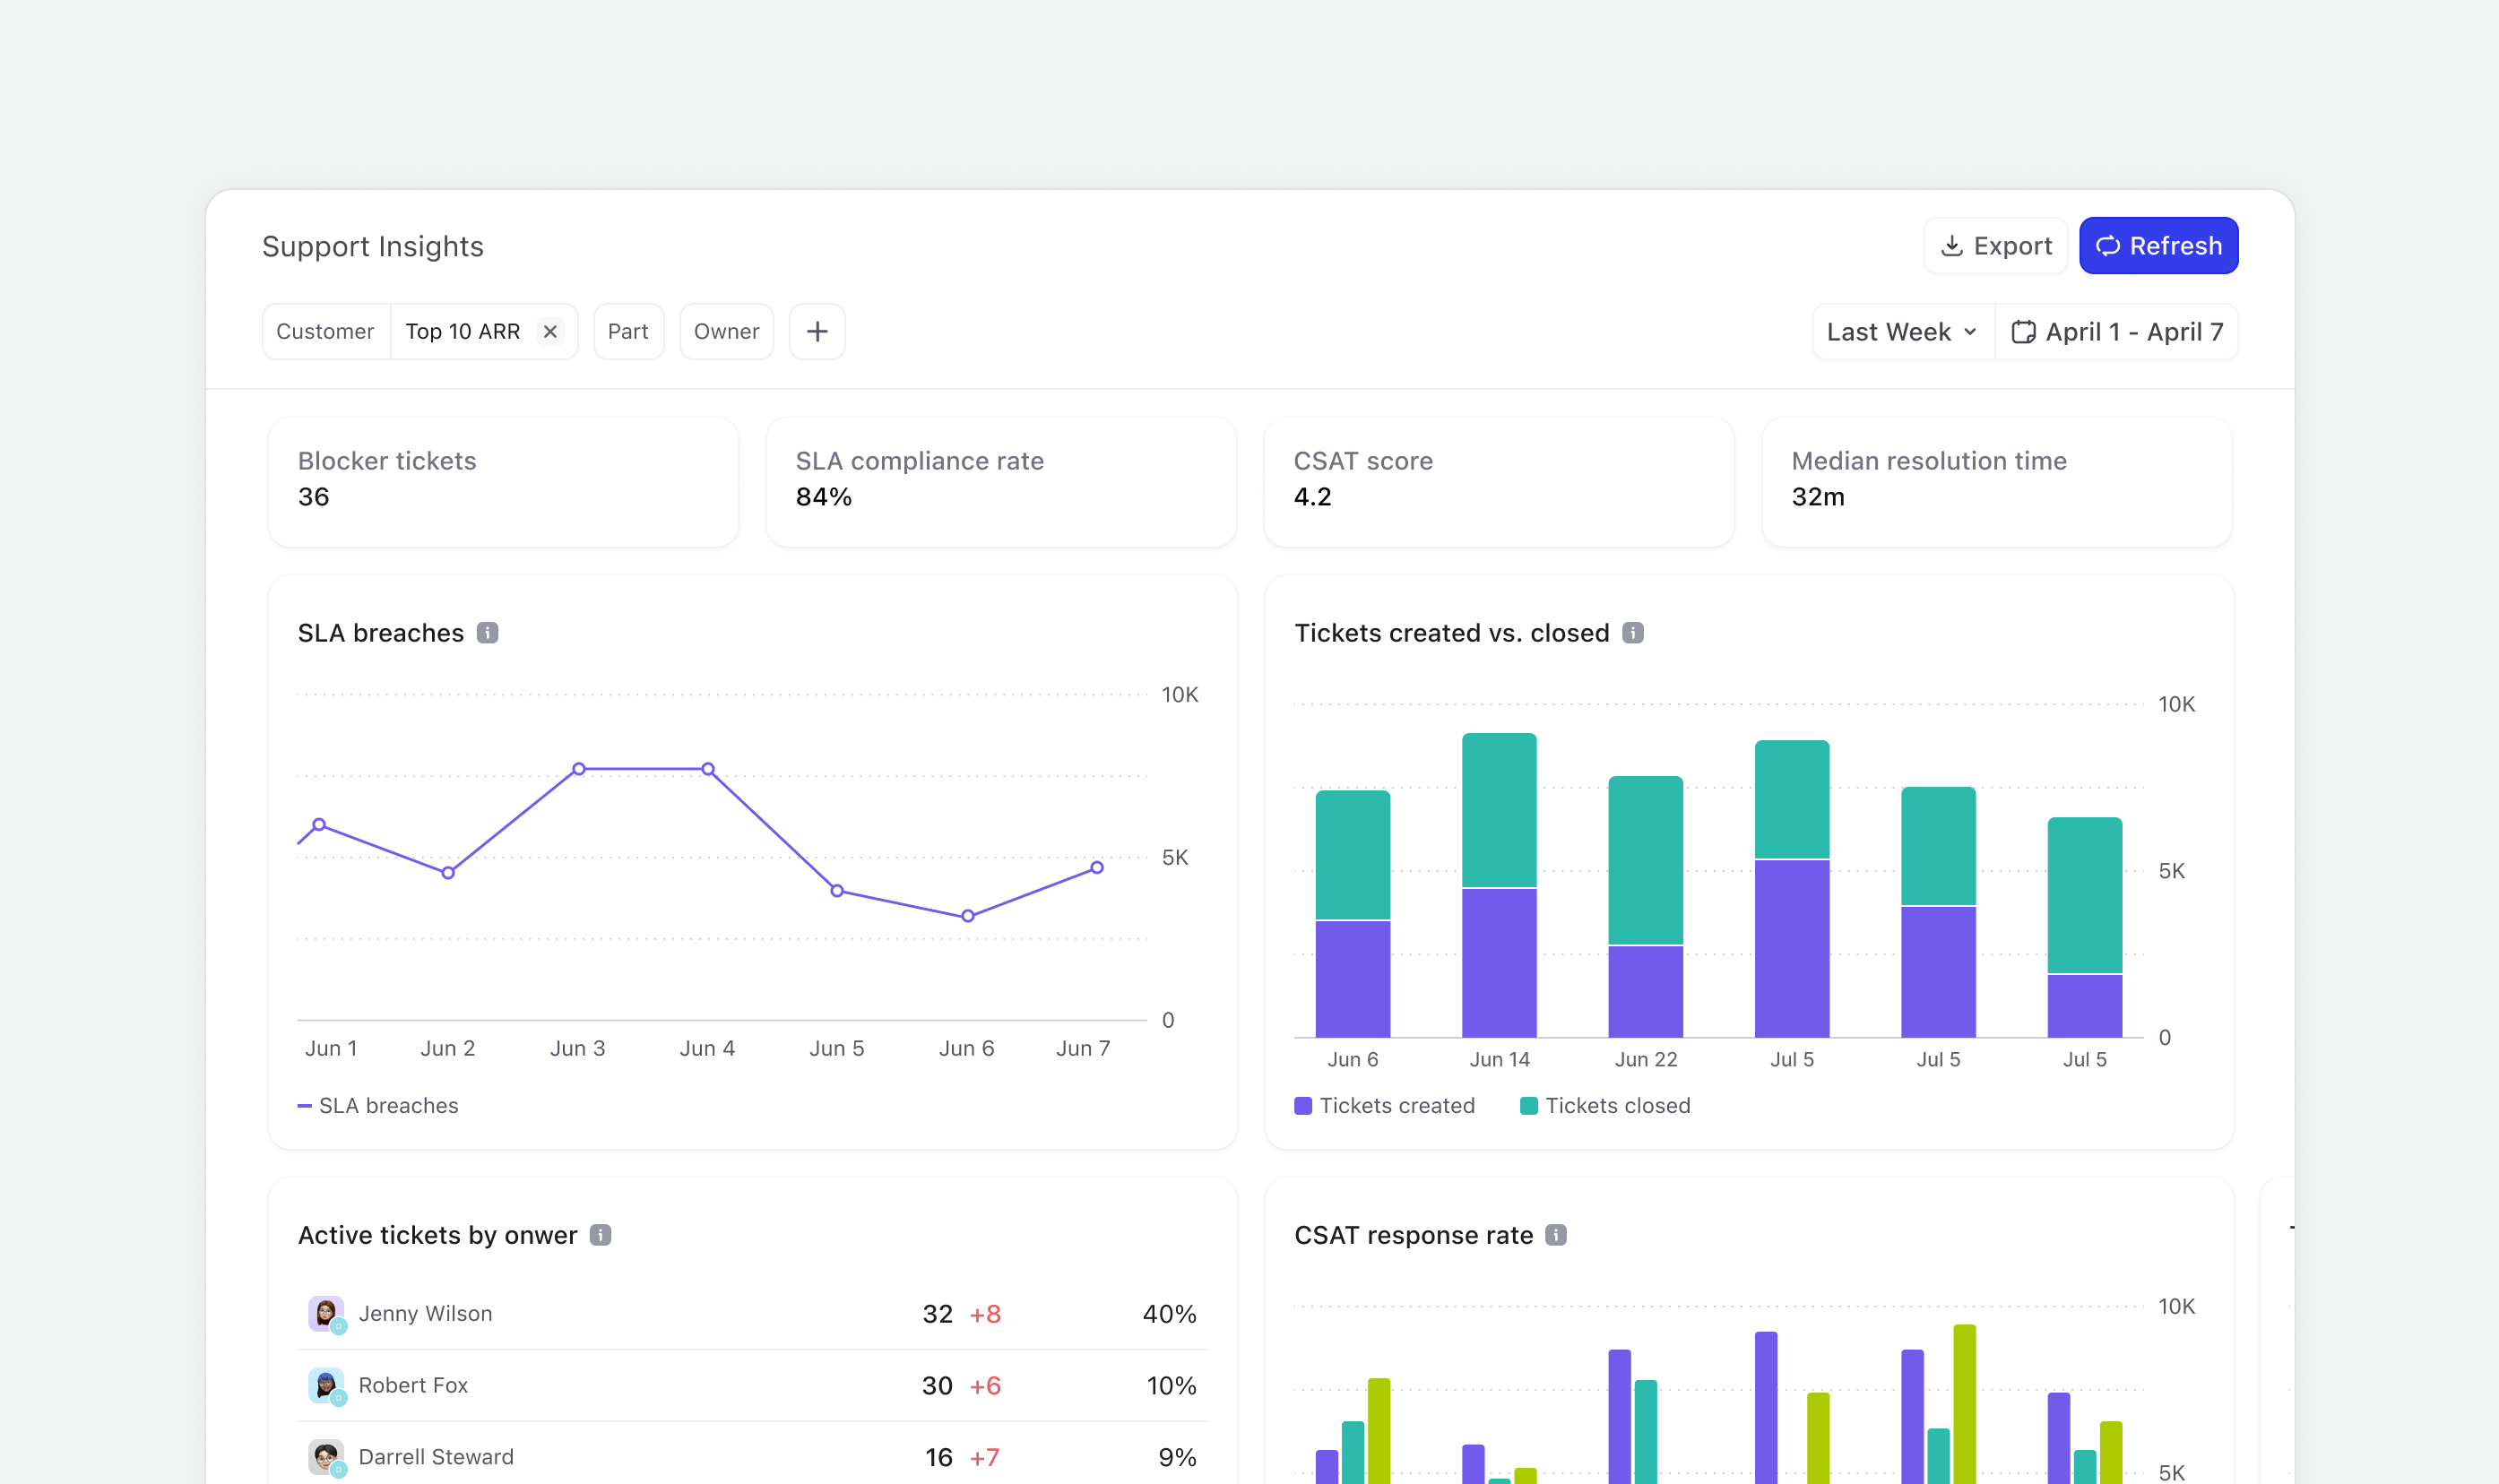 Support Insights
Export
Refresh
Customer
Top 10 ARR
Part
Owner
Last Week
April 1 - April 7
Blocker tickets
36
SLA compliance rate
84%
CSAT score
4.2
Median resolution time
32m
SLA breaches
10K
5K
0
Jun 1
Jun 2
Jun 3
Jun 4
Jun 5
Jun 6
Jun 7
SLA breaches
Tickets created vs. closed
10K
5K
0
Jun 6
Jun 14
Jun 22
Jul 5
Jul 5
Jul 5
Tickets created
Tickets closed
Active tickets by onwer
Jenny Wilson 32 +8 40%
Robert Fox 30 +6 10%
Darrell Steward 16 +7 9%
CSAT response rate
10K
5K